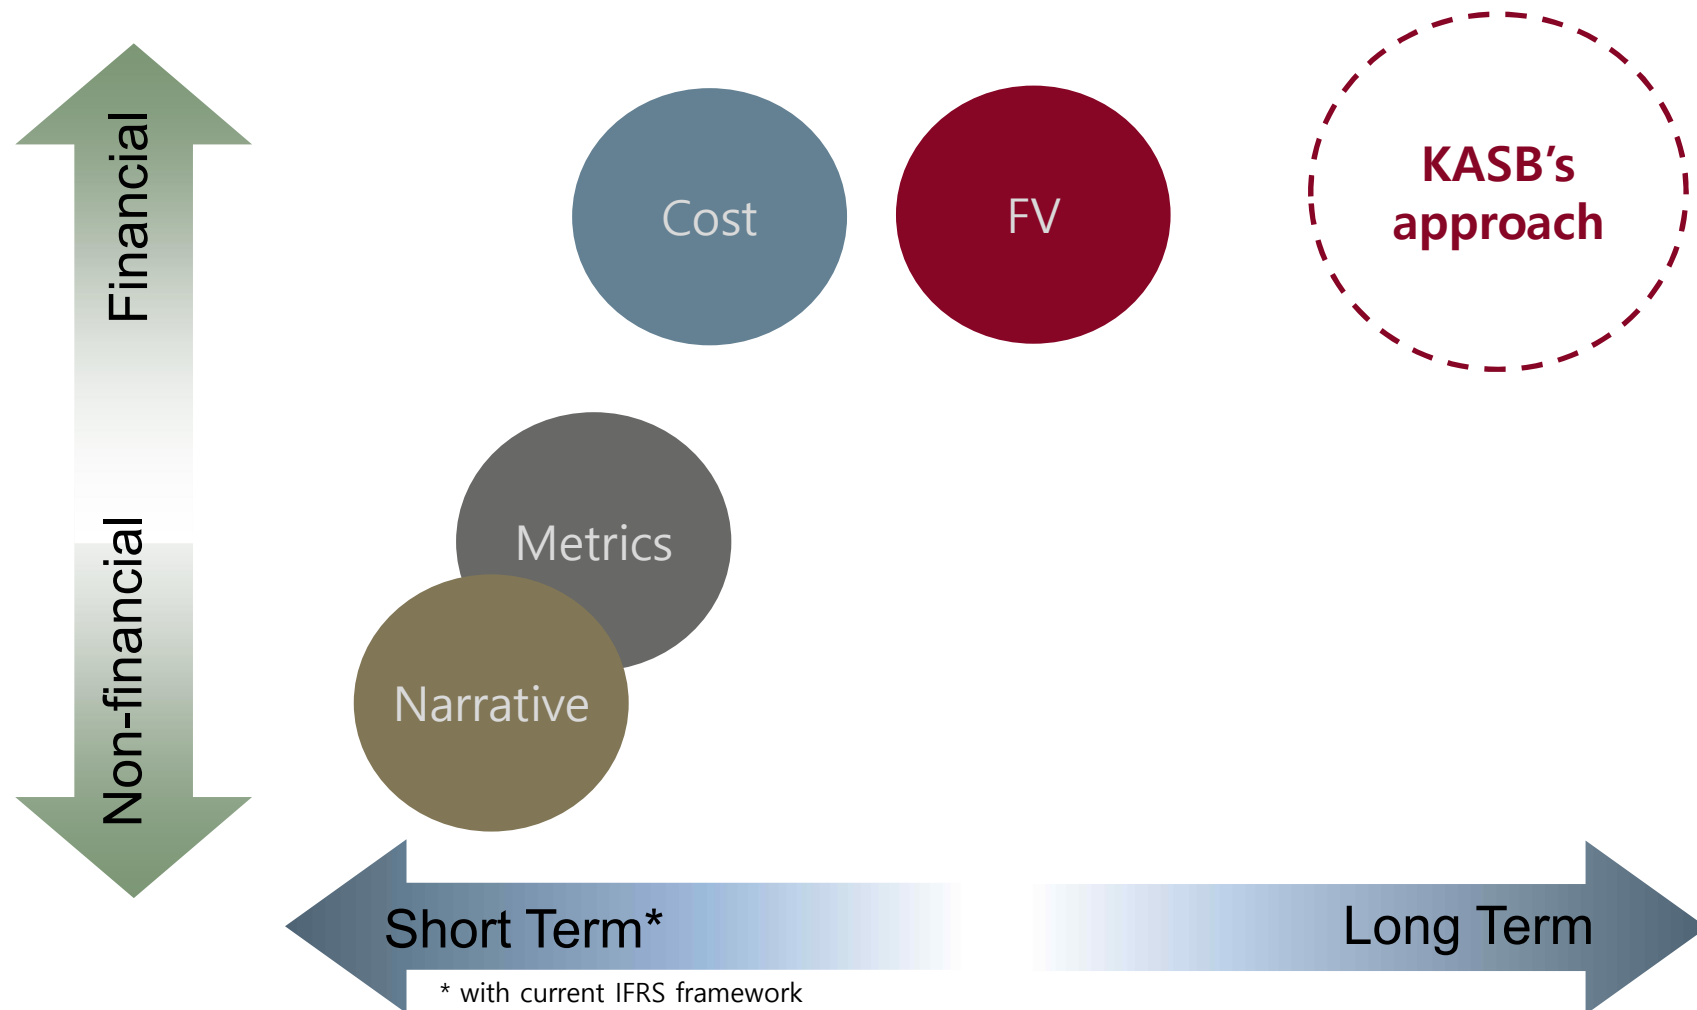 Financial
Non-financial
Cost
FV
KASB's
approach
Metrics
Narrative
Short Term*
Long Term
* with current IFRS framework